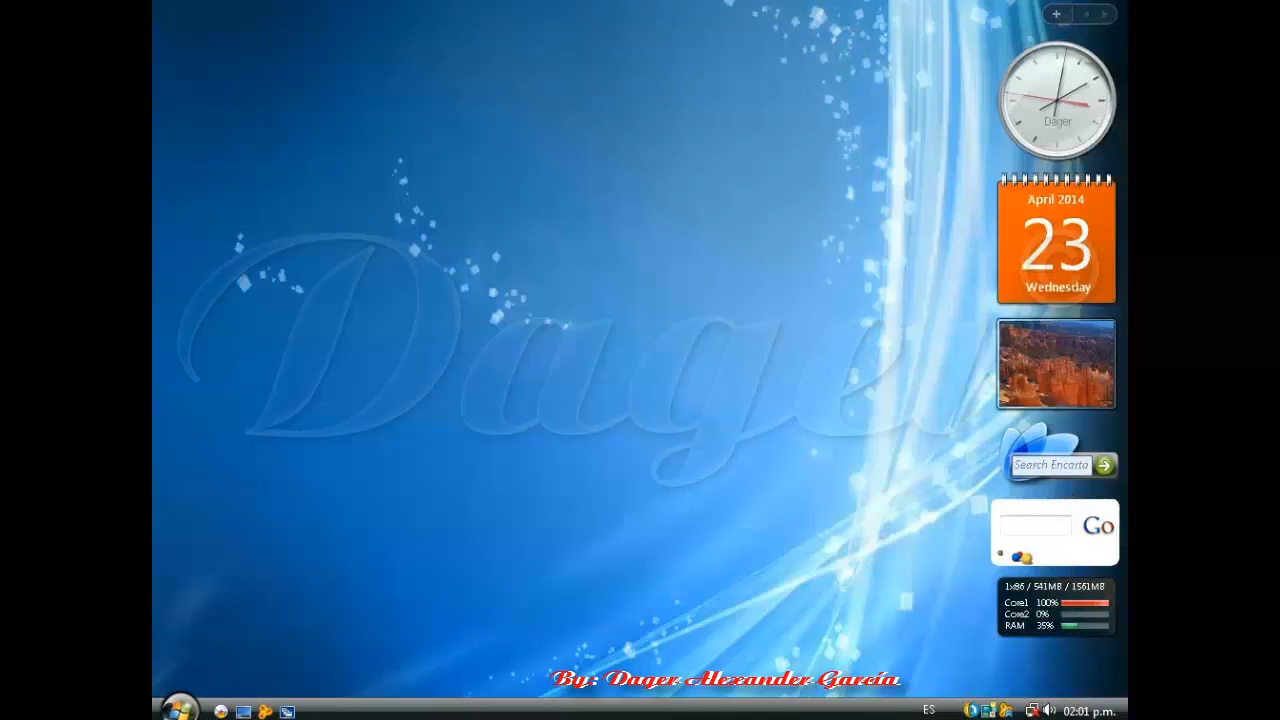 Dager
April 2014
23
Wednesday
Dager
Search Encarta
Go
1x86 / 541MB / 1561MB
Core1 100%
Core2 0%
RAM 35%
By: Dager Alexander García
ES
02:01 p.m.